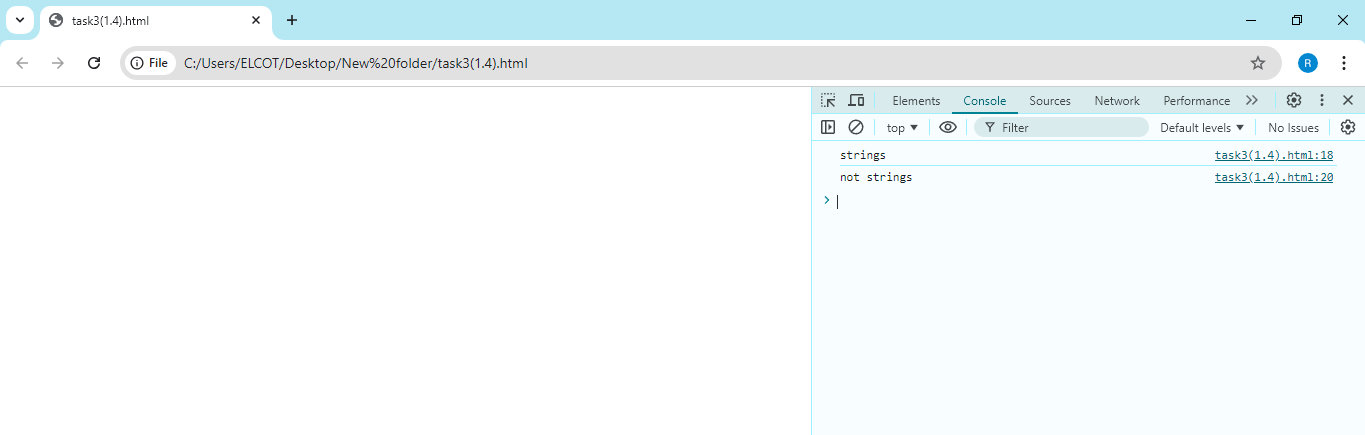 task3(1.4).html
File C:/Users/ELCOT/Desktop/New%20folder/task3(1.4).html R
Elements Console Sources Network Performance
top Filter Default levels No Issues
strings task3(1.4).html:18
not strings task3(1.4).html:20